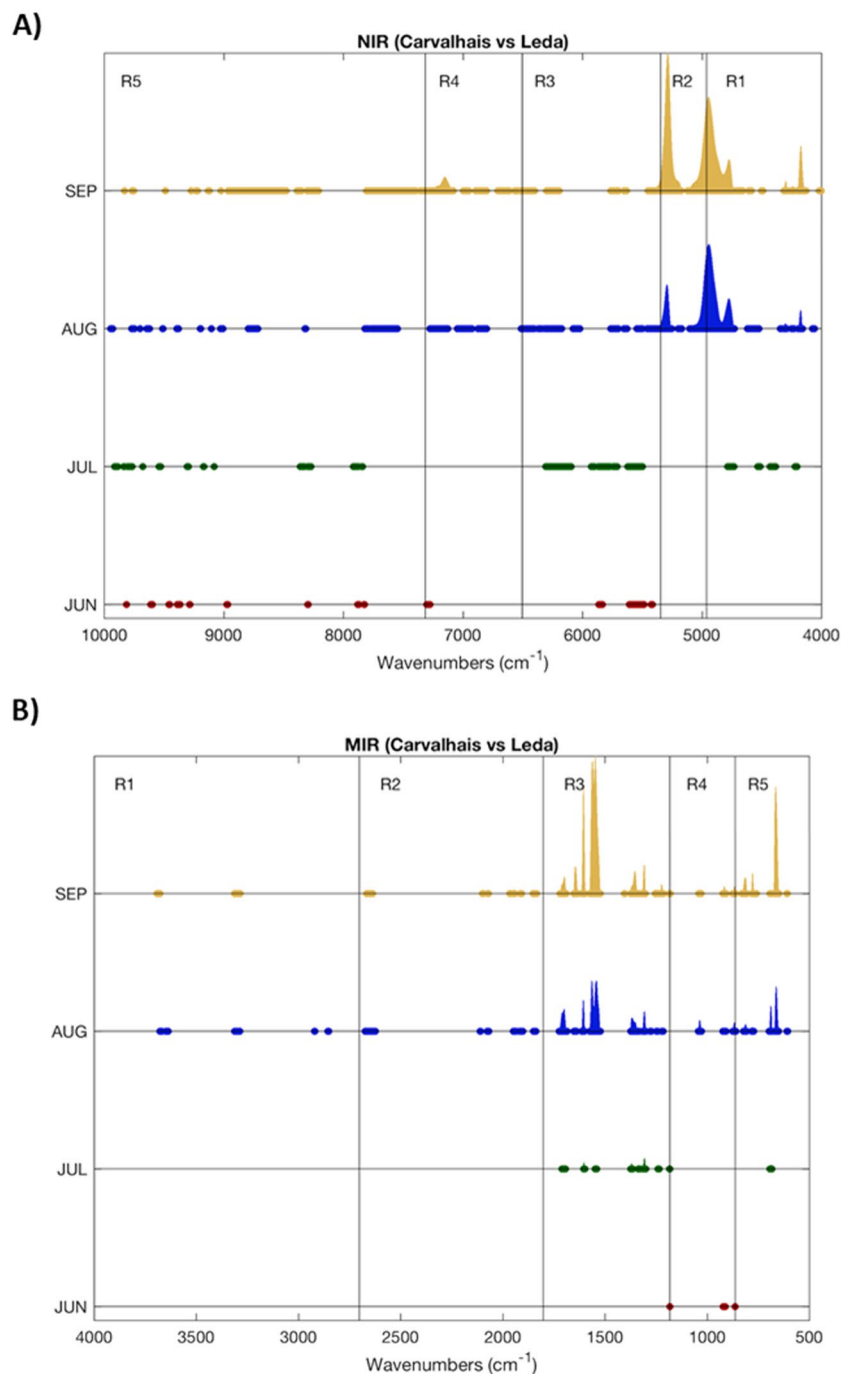 A)
NIR (Carvalhais vs Leda)
R5 R4 R3 R2 R1
SEP
AUG
JUL
JUN
10000 9000 8000 7000 6000 5000 4000
Wavenumbers (cm⁻¹)
B)
MIR (Carvalhais vs Leda)
R1 R2 R3 R4 R5
SEP
AUG
JUL
JUN
4000 3500 3000 2500 2000 1500 1000 500
Wavenumbers (cm⁻¹)